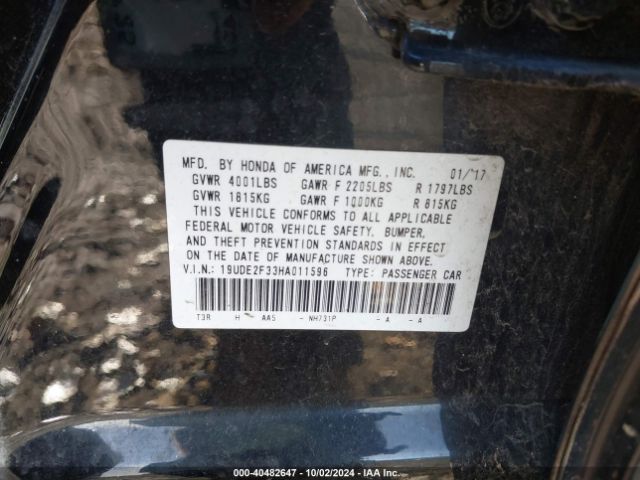 MFD. BY HONDA OF AMERICA MFG., INC. 01/'17
GVWR 4001LBS GAWR F 2205LBS R 1797LBS
GVWR 1815KG GAWR F 1000KG R 815KG
THIS VEHICLE CONFORMS TO ALL APPLICABLE
FEDERAL MOTOR VEHICLE SAFETY, BUMPER,
AND THEFT PREVENTION STANDARDS IN EFFECT
ON THE DATE OF MANUFACTURE SHOWN ABOVE.
V.I.N.: 19UDE2F33HA011596 TYPE: PASSENGER CAR
T3R H - AA5 - NH731P - A - A
000-40482647 - 10/02/2024 - IAA Inc.